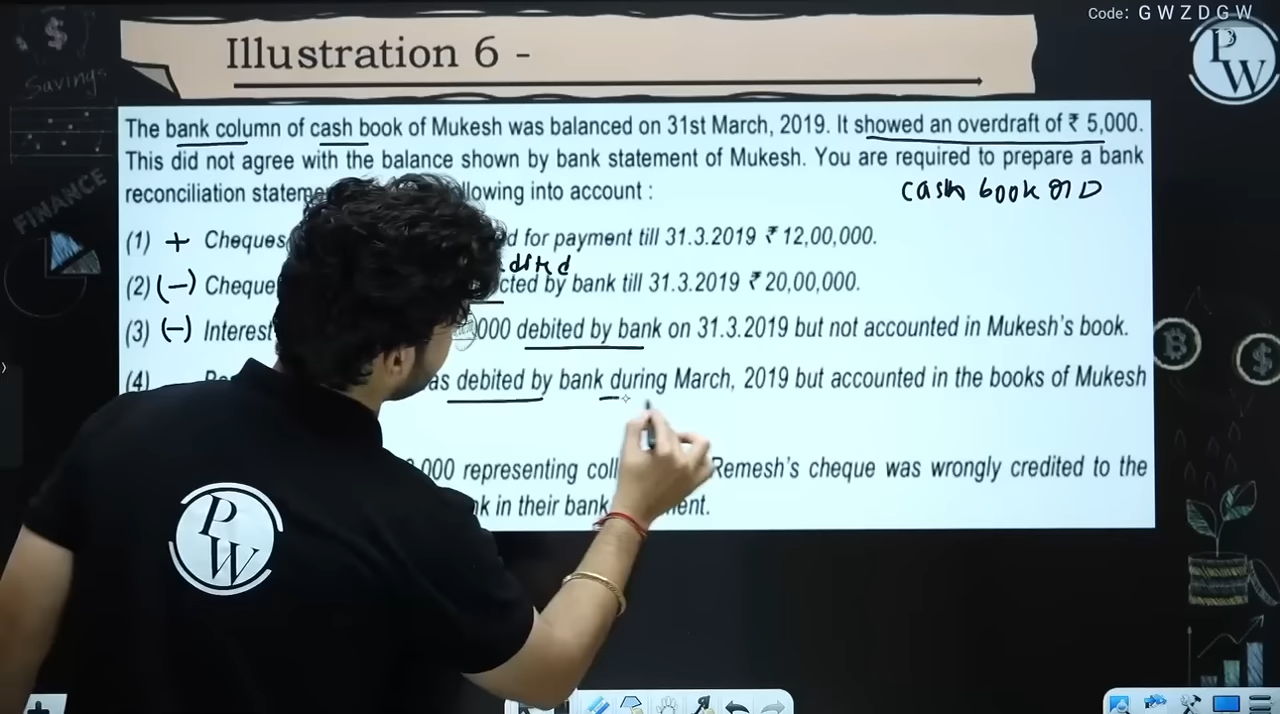 Code: G W Z D G W
Illustration 6 -
PW
Savings
The bank column of cash book of Mukesh was balanced on 31st March, 2019. It showed an overdraft of ₹ 5,000.
This did not agree with the balance shown by bank statement of Mukesh. You are required to prepare a bank
reconciliation llowing into account :
cash book OD
FINANCE
(1) + Cheques d for payment till 31.3.2019 ₹ 12,00,000.
dited
(2) (-) Cheque cted by bank till 31.3.2019 ₹ 20,00,000.
(3) (-) Interest 000 debited by bank on 31.3.2019 but not accounted in Mukesh's book.
(4) as debited by bank during March, 2019 but accounted in the books of Mukesh
,000 representing coll Remesh's cheque was wrongly credited to the
k in their bank ent.
PW